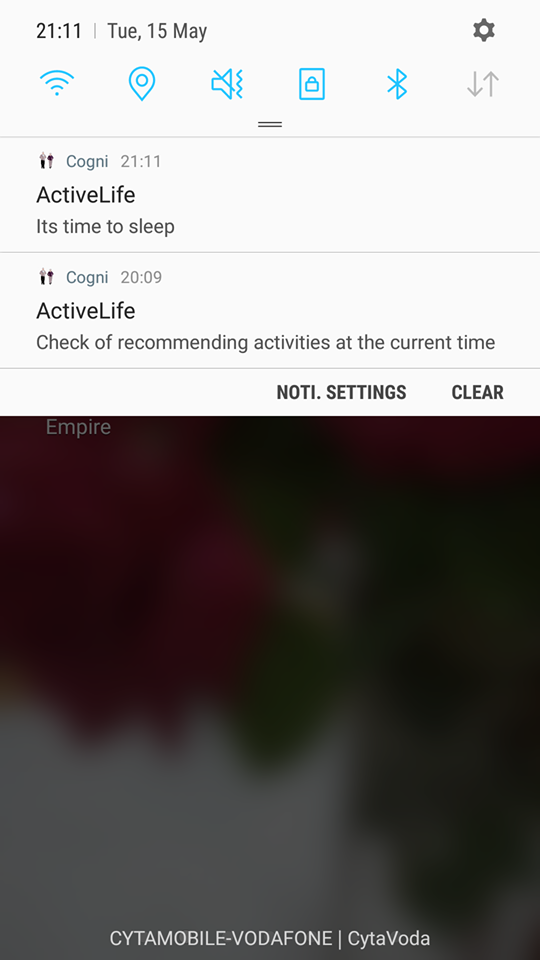 21:11 | Tue, 15 May
Cogni 21:11
ActiveLife
Its time to sleep
Cogni 20:09
ActiveLife
Check of recommending activities at the current time
NOTI. SETTINGS CLEAR
Empire
CYTAMOBILE-VODAFONE | CytaVoda